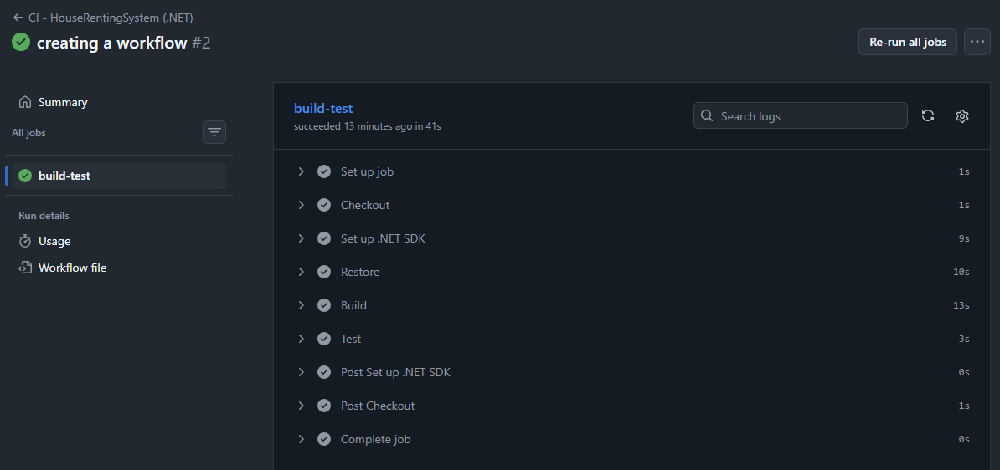 CI - HouseRentingSystem (.NET)
creating a workflow #2
Re-run all jobs
Summary
All jobs
build-test
Run details
Usage
Workflow file
build-test
succeeded 13 minutes ago in 41s
Search logs
Set up job 1s
Checkout 1s
Set up .NET SDK 9s
Restore 10s
Build 13s
Test 3s
Post Set up .NET SDK 0s
Post Checkout 1s
Complete job 0s